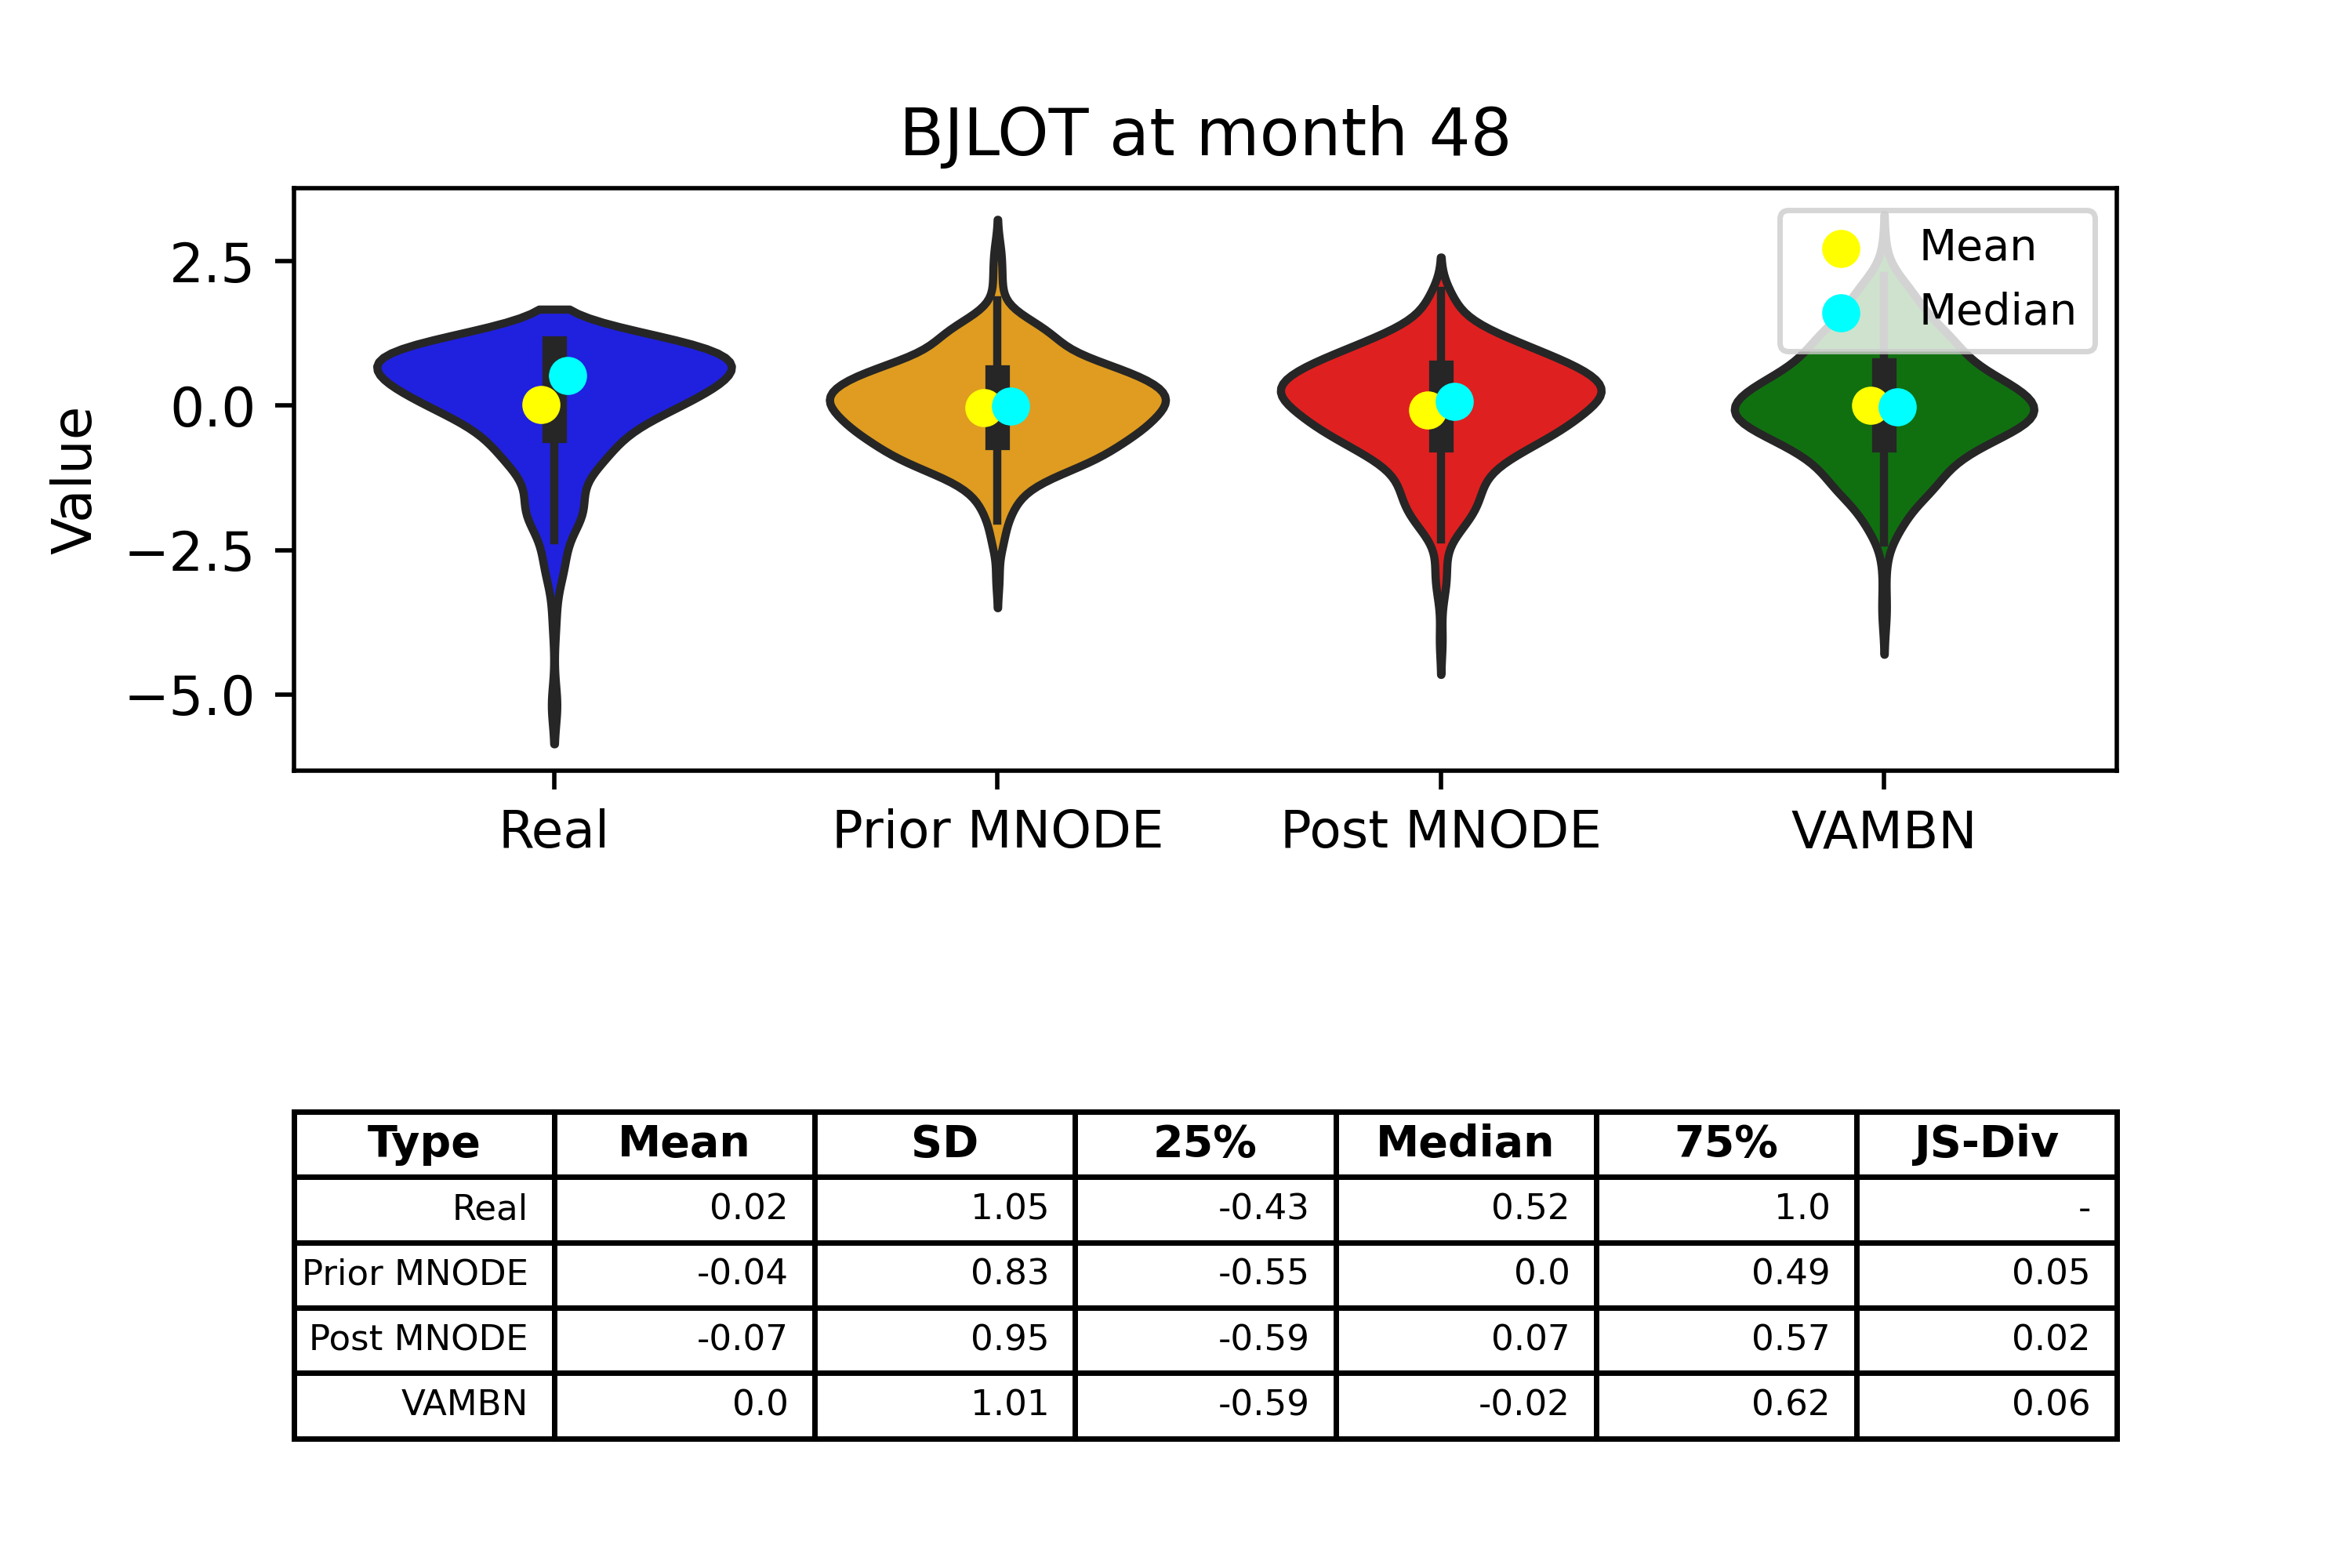 BJLOT at month 48
Value
2.5
0.0
−2.5
−5.0
Mean
Median
Real Prior MNODE Post MNODE VAMBN
Type Mean SD 25% Median 75% JS-Div
Real 0.02 1.05 -0.43 0.52 1.0 -
Prior MNODE -0.04 0.83 -0.55 0.0 0.49 0.05
Post MNODE -0.07 0.95 -0.59 0.07 0.57 0.02
VAMBN 0.0 1.01 -0.59 -0.02 0.62 0.06